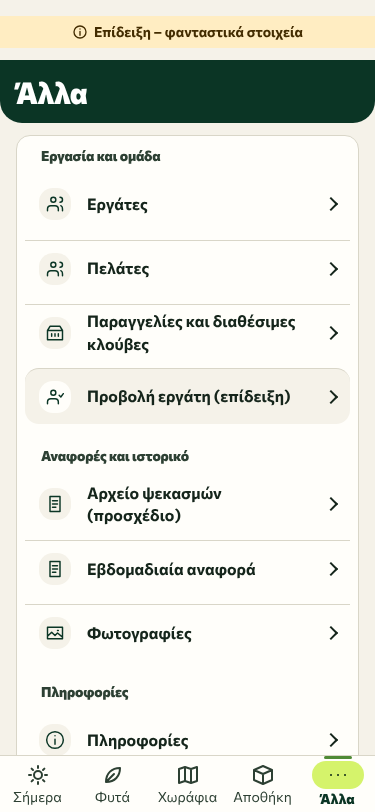 Επίδειξη – φανταστικά στοιχεία
Άλλα
Εργασία και ομάδα
Εργάτες
Πελάτες
Παραγγελίες και διαθέσιμες
κλούβες
Προβολή εργάτη (επίδειξη)
Αναφορές και ιστορικό
Αρχείο ψεκασμών
(προσχέδιο)
Εβδομαδιαία αναφορά
Φωτογραφίες
Πληροφορίες
Πληροφορίες
Σήμερα
Φυτά
Χωράφια
Αποθήκη
Άλλα